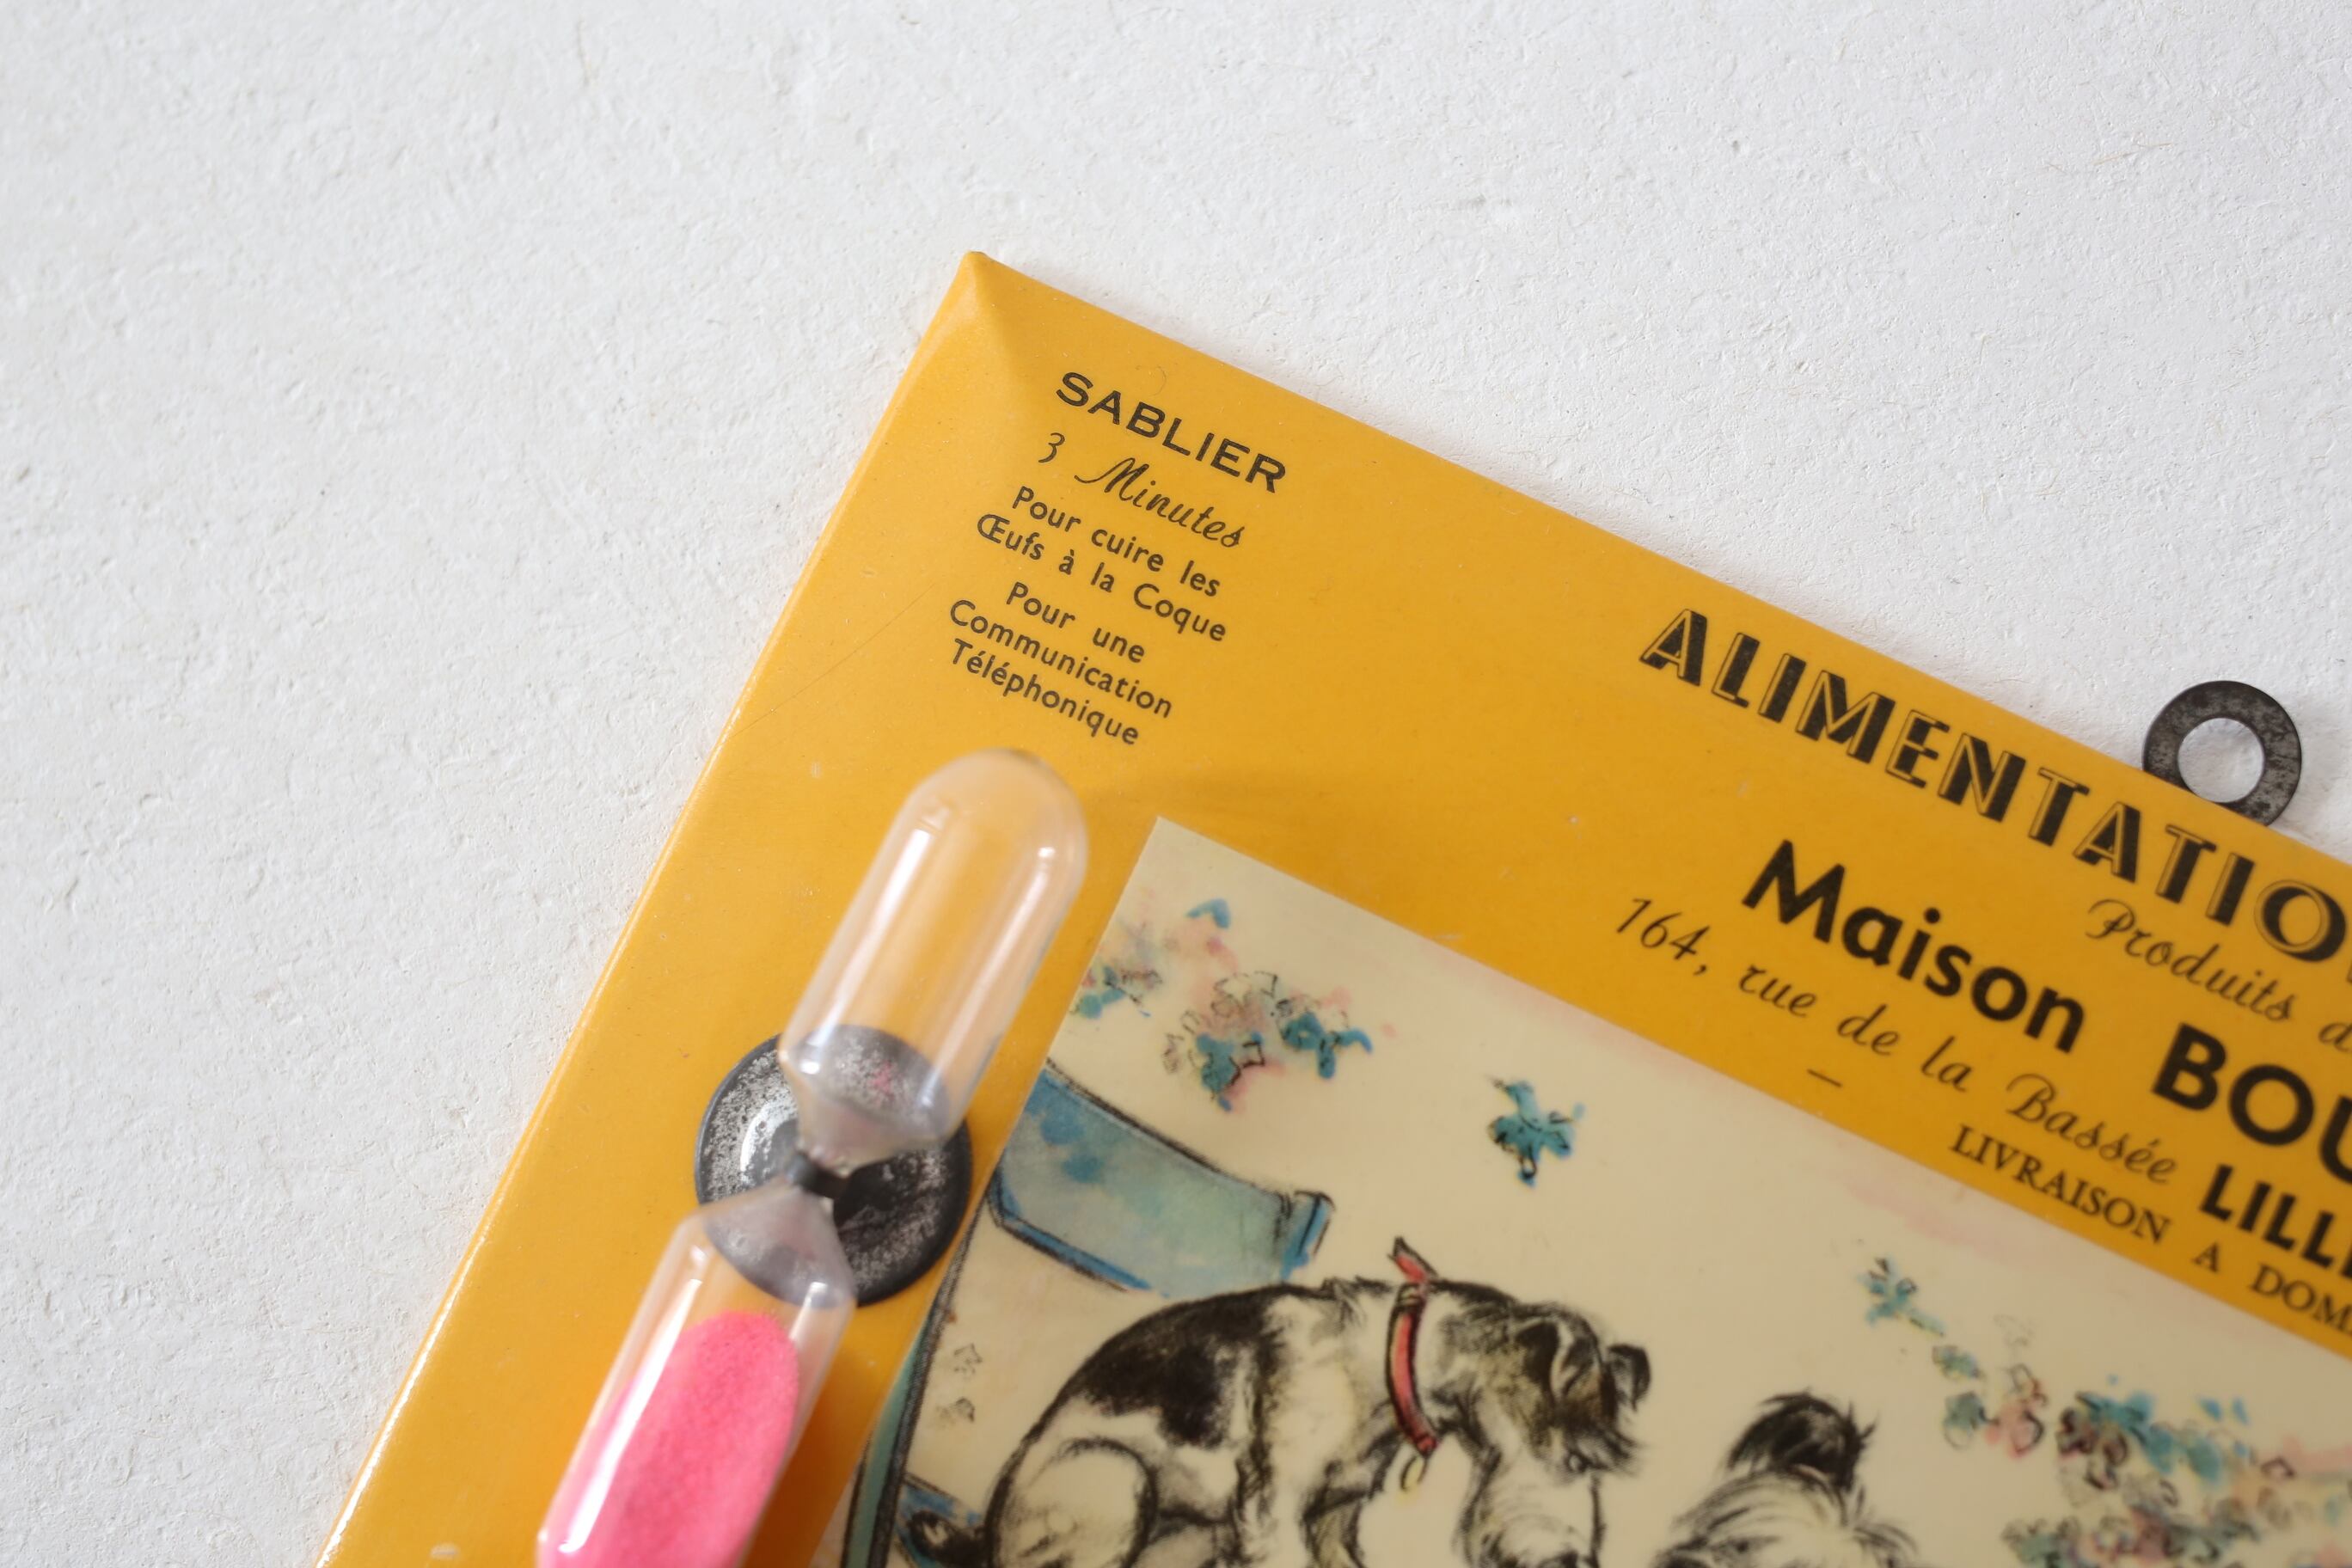 SABLIER
3 Minutes
Pour cuire les
Œufs à la Coque
Pour une
Communication
Téléphonique
ALIMENTATIO
Produits
Maison BOU
164, rue de la Bassée – LILL
LIVRAISON A DOM